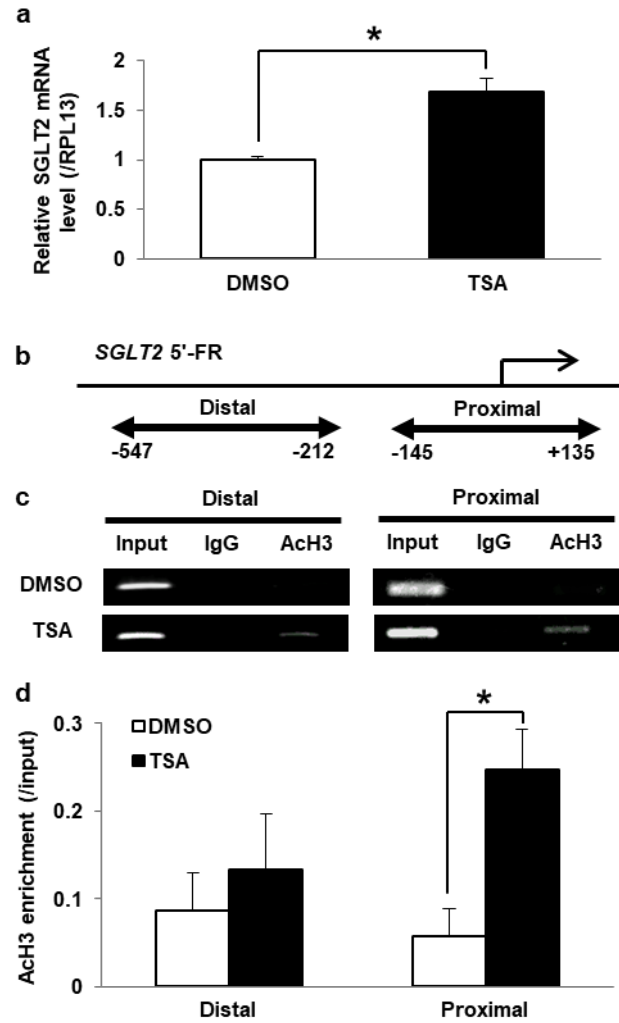 a
*
Relative SGLT2 mRNA
level (/RPL13)
2
1.5
1
0.5
0
DMSO
TSA
b
SGLT2 5'-FR
Distal
Proximal
-547
-212
-145
+135
c
Distal
Proximal
Input
IgG
AcH3
Input
IgG
AcH3
DMSO
TSA
d
AcH3 enrichment (/input)
0.3
0.2
0.1
0
DMSO
TSA
*
Distal
Proximal